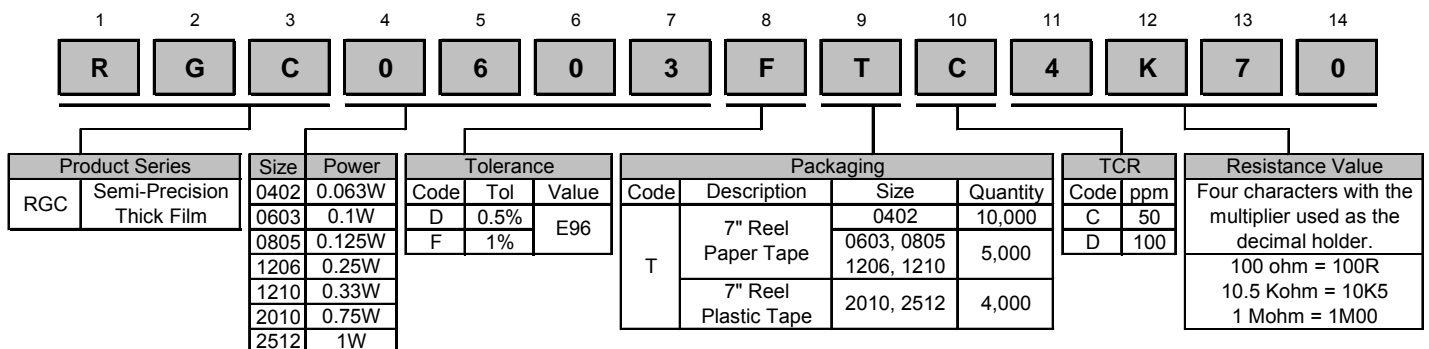 1 2 3 4 5 6 7 8 9 10 11 12 13 14
R G C 0 6 0 3 F T C 4 K 7 0
Product Series
RGC Semi-Precision
Thick Film
Size Power
0402 0.063W
0603 0.1W
0805 0.125W
1206 0.25W
1210 0.33W
2010 0.75W
2512 1W
Tolerance
Code Tol Value
D 0.5% E96
F 1%
Packaging
Code Description Size Quantity
T 7" Reel
Paper Tape
0402 10,000
0603, 0805
1206, 1210
5,000
7" Reel
Plastic Tape
2010, 2512 4,000
TCR
Code ppm
C 50
D 100
Resistance Value
Four characters with the
multiplier used as the
decimal holder.
100 ohm = 100R
10.5 Kohm = 10K5
1 Mohm = 1M00